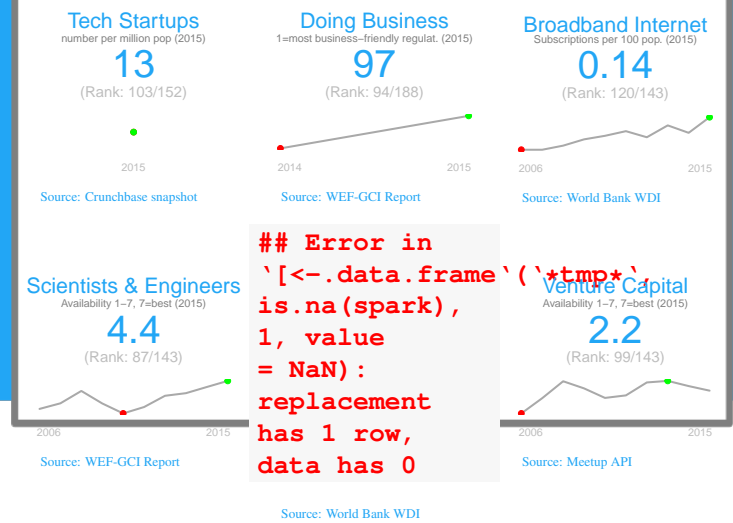 Tech Startups
number per million pop (2015)
13
(Rank: 103/152)
2015
Source: Crunchbase snapshot
Doing Business
1=most business−friendly regulat. (2015)
97
(Rank: 94/188)
2014 2015
Source: WEF-GCI Report
Broadband Internet
Subscriptions per 100 pop. (2015)
0.14
(Rank: 120/143)
2006 2015
Source: World Bank WDI
Scientists & Engineers
Availability 1−7, 7=best (2015)
4.4
(Rank: 87/143)
2006 2015
Source: WEF-GCI Report
## Error in
`[<-.data.frame`(`*tmp*`,
is.na(spark),
1, value
= NaN):
replacement
has 1 row,
data has 0
Source: World Bank WDI
Venture Capital
Availability 1−7, 7=best (2015)
2.2
(Rank: 99/143)
2006 2015
Source: Meetup API